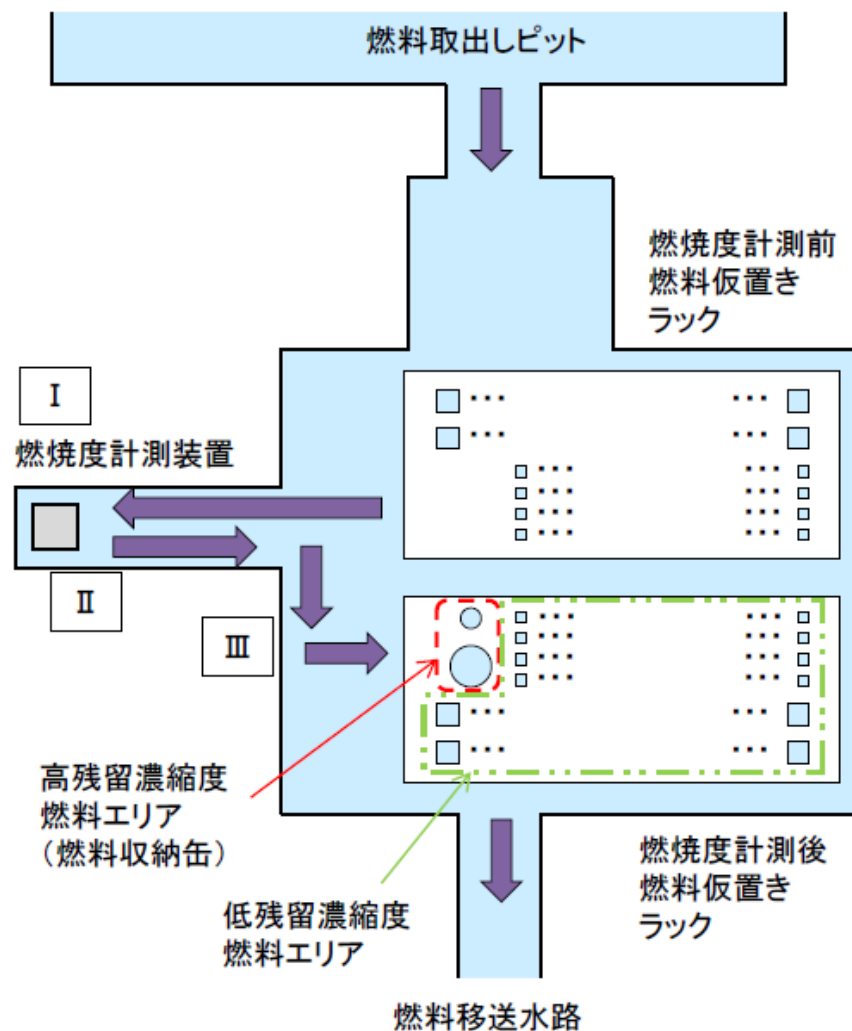 燃料取出しピット
燃焼度計測前
燃料仮置き
ラック
Ⅰ
燃焼度計測装置
Ⅱ
Ⅲ
高残留濃縮度
燃料エリア
（燃料収納缶）
低残留濃縮度
燃料エリア
燃焼度計測後
燃料仮置き
ラック
燃料移送水路